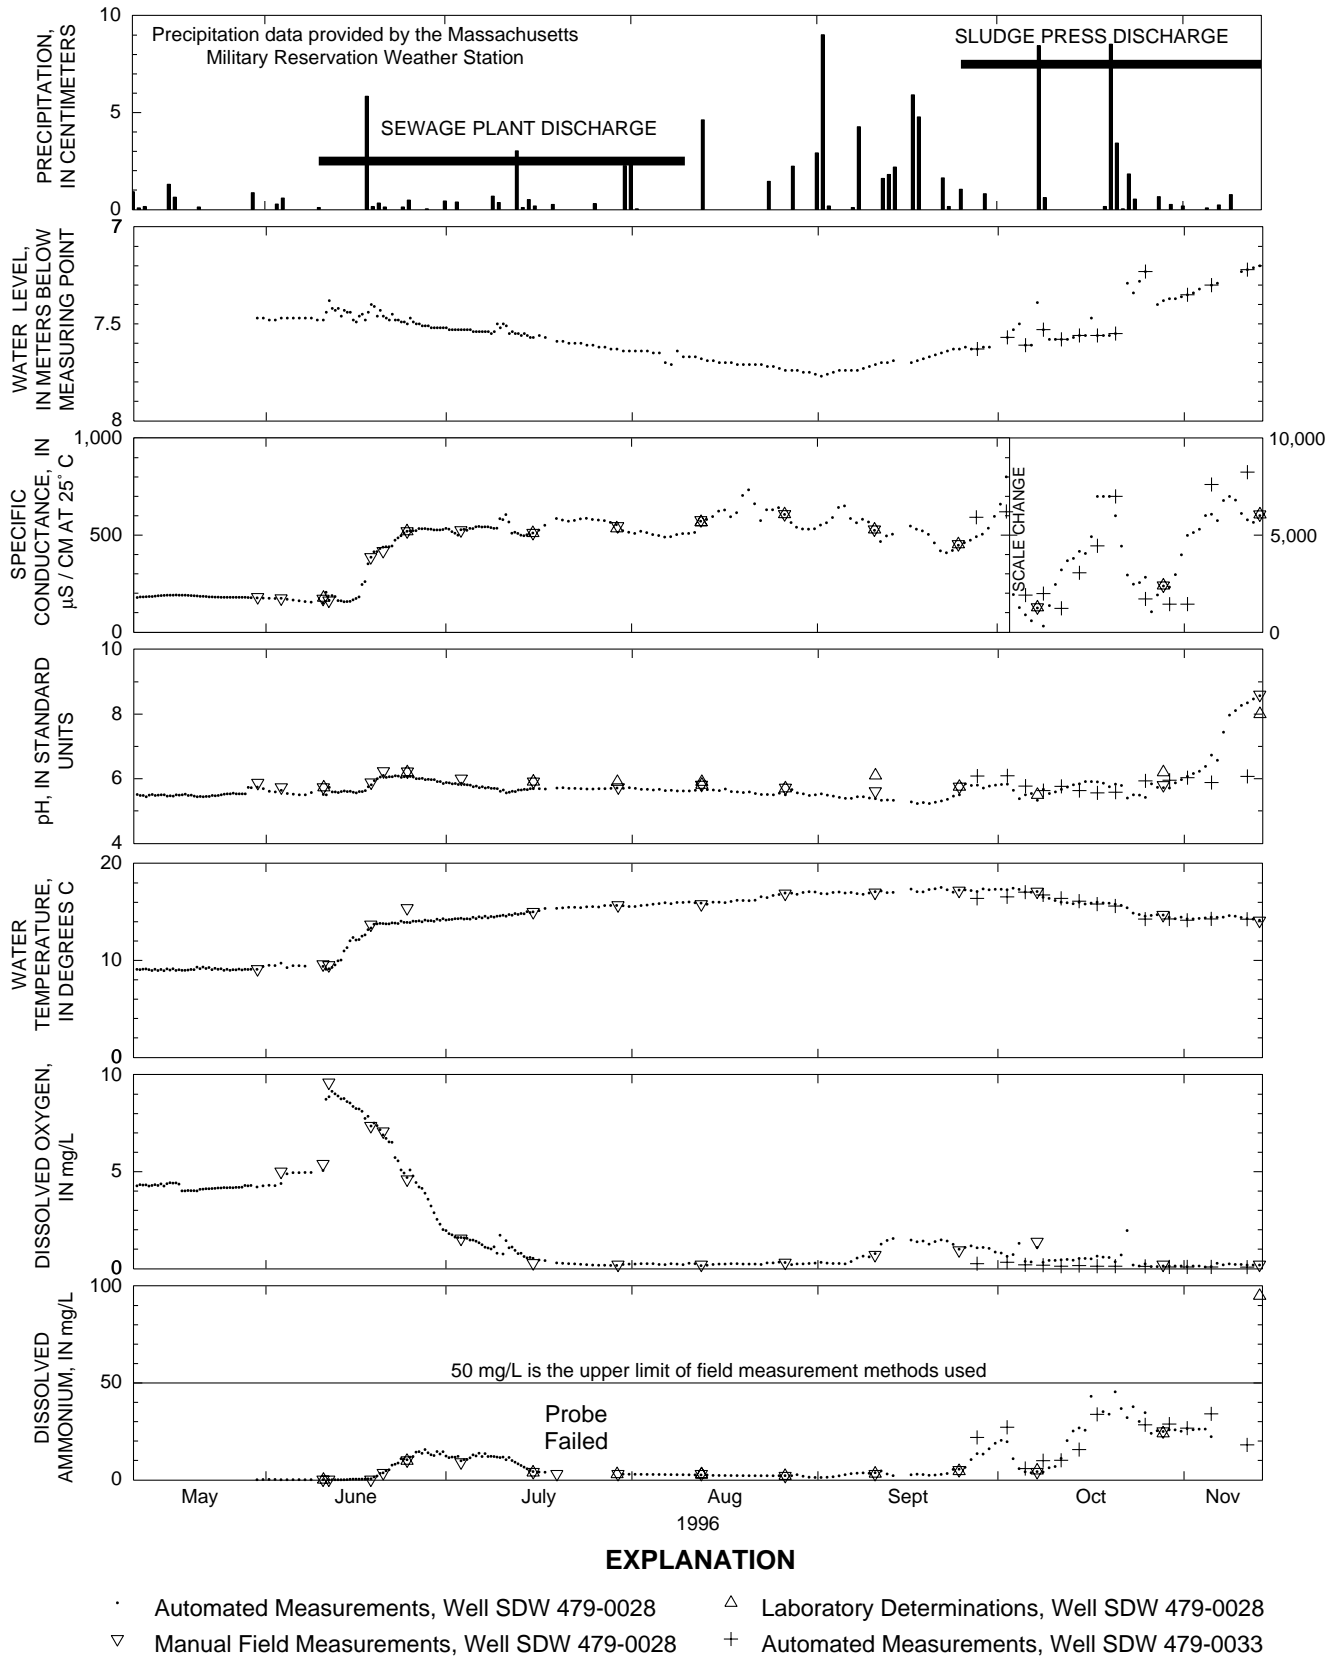 10
5
0
PRECIPITATION,
IN CENTIMETERS
Precipitation data provided by the Massachusetts
Military Reservation Weather Station
SEWAGE PLANT DISCHARGE
SLUDGE PRESS DISCHARGE
7
7.5
8
WATER LEVEL,
IN METERS BELOW
MEASURING POINT
1,000
500
0
SPECIFIC
CONDUCTANCE, IN
µS / CM AT 25° C
SCALE CHANGE
10,000
5,000
0
10
8
6
4
pH, IN STANDARD
UNITS
20
10
0
WATER
TEMPERATURE,
IN DEGREES C
10
5
0
DISSOLVED OXYGEN,
IN mg/L
100
50
0
DISSOLVED
AMMONIUM, IN mg/L
50 mg/L is the upper limit of field measurement methods used
Probe
Failed
May June July Aug Sept Oct Nov
1996
EXPLANATION
Automated Measurements, Well SDW 479-0028
Manual Field Measurements, Well SDW 479-0028
Laboratory Determinations, Well SDW 479-0028
Automated Measurements, Well SDW 479-0033